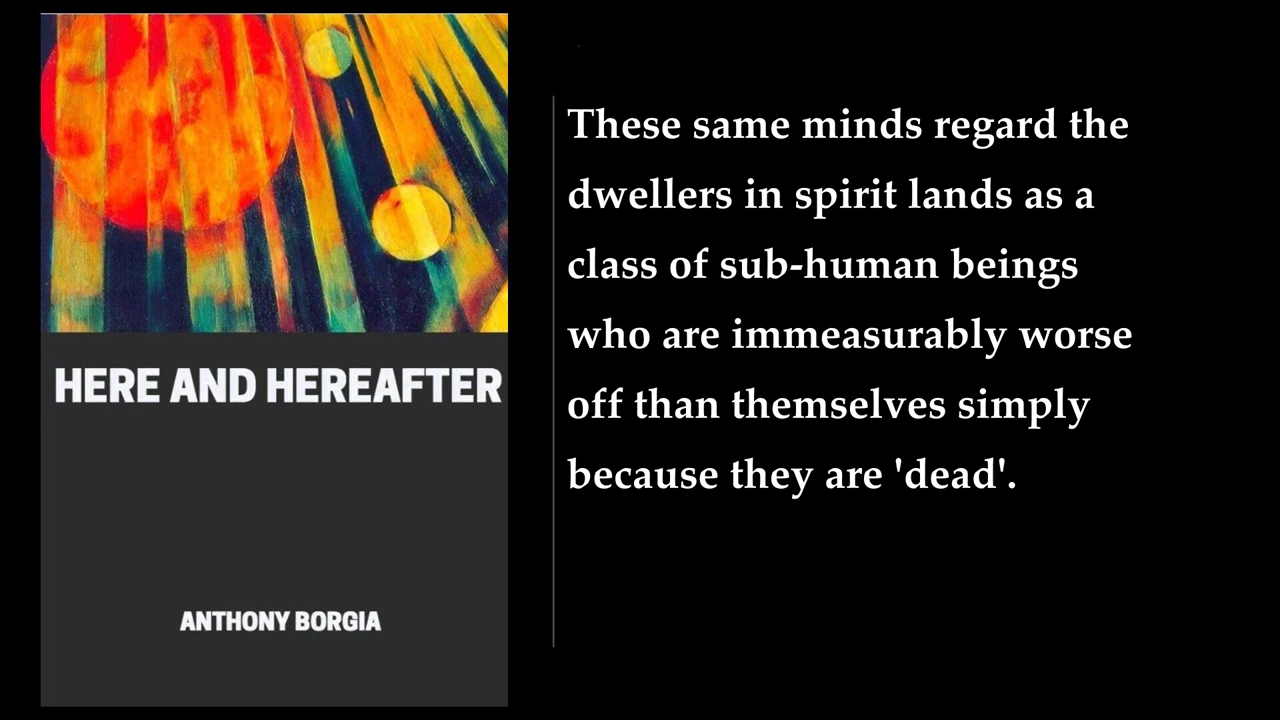 HERE AND HEREAFTER
ANTHONY BORGIA
These same minds regard the
dwellers in spirit lands as a
class of sub-human beings
who are immeasurably worse
off than themselves simply
because they are 'dead'.